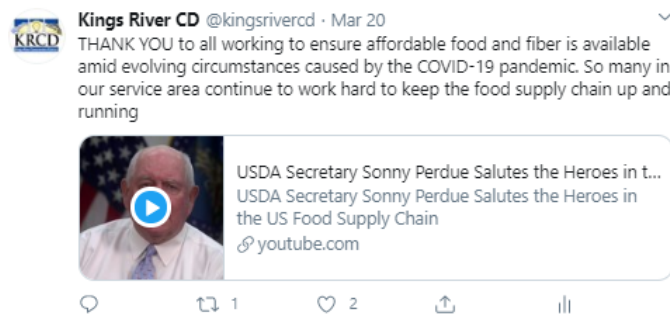 Kings River CD @kingsrivercd · Mar 20
KRCD
THANK YOU to all working to ensure affordable food and fiber is available
amid evolving circumstances caused by the COVID-19 pandemic. So many in
our service area continue to work hard to keep the food supply chain up and
running
USDA Secretary Sonny Perdue Salutes the Heroes in t...
USDA Secretary Sonny Perdue Salutes the Heroes in
the US Food Supply Chain
youtube.com
1 2